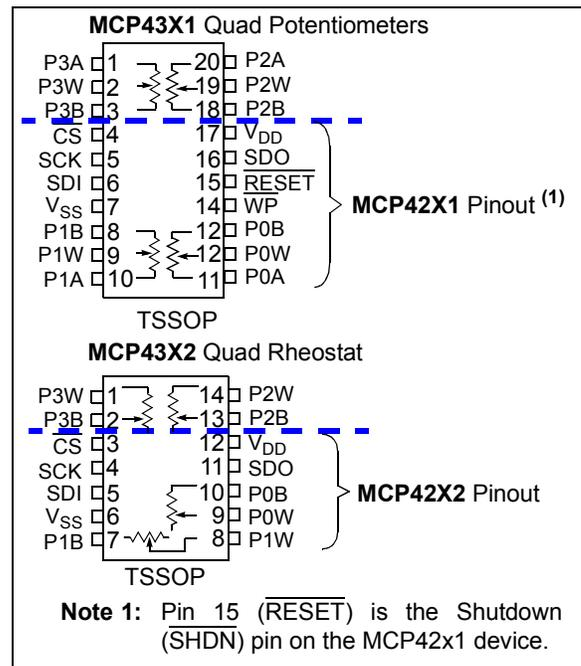 MCP43X1 Quad Potentiometers
P3A 1 20 P2A
P3W 2 19 P2W
P3B 3 18 P2B
CS 4 17 VDD
SCK 5 16 SDO
SDI 6 15 RESET
VSS 7 14 WP
P1B 8 12 P0B
P1W 9 12 P0W
P1A 10 11 P0A
MCP42X1 Pinout (1)
TSSOP
MCP43X2 Quad Rheostat
P3W 1 14 P2W
P3B 2 13 P2B
CS 3 12 VDD
SCK 4 11 SDO
SDI 5 10 P0B
VSS 6 9 P0W
P1B 7 8 P1W
MCP42X2 Pinout
TSSOP
Note 1: Pin 15 (RESET) is the Shutdown
(SHDN) pin on the MCP42x1 device.